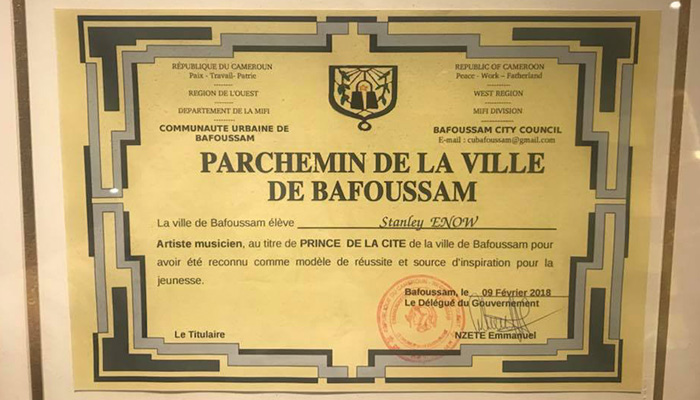 RÉPUBLIQUE DU CAMEROUN
Paix - Travail- Patrie
REGION DE L'OUEST
DEPARTEMENT DE LA MIFI
COMMUNAUTE URBAINE DE
BAFOUSSAM
REPUBLIC OF CAMEROON
Peace - Work – Fatherland
WEST REGION
MIFI DIVISION
BAFOUSSAM CITY COUNCIL
E-mail : cubafoussam@gmail.com
PARCHEMIN DE LA VILLE
DE BAFOUSSAM
La ville de Bafoussam élève Stanley ENOW
Artiste musicien, au titre de PRINCE DE LA CITE de la ville de Bafoussam pour
avoir été reconnu comme modèle de réussite et source d'inspiration pour la
jeunesse.
Bafoussam, le 09 Février 2018
Le Délégué du Gouvernement
Le Titulaire
NZETE Emmanuel